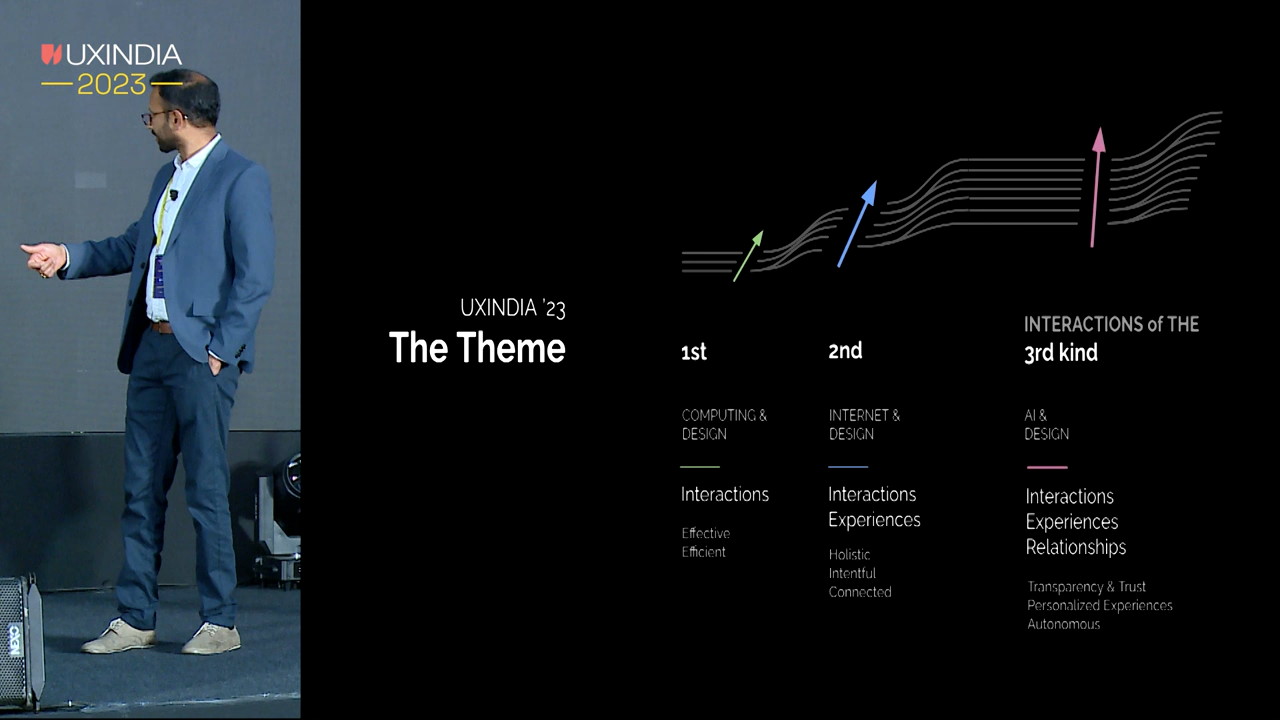 UXINDIA
2023
UXINDIA '23
The Theme
1st
COMPUTING &
DESIGN
Interactions
Effective
Efficient
2nd
INTERNET &
DESIGN
Interactions
Experiences
Holistic
Intentful
Connected
INTERACTIONS of THE
3rd kind
AI &
DESIGN
Interactions
Experiences
Relationships
Transparency & Trust
Personalized Experiences
Autonomous